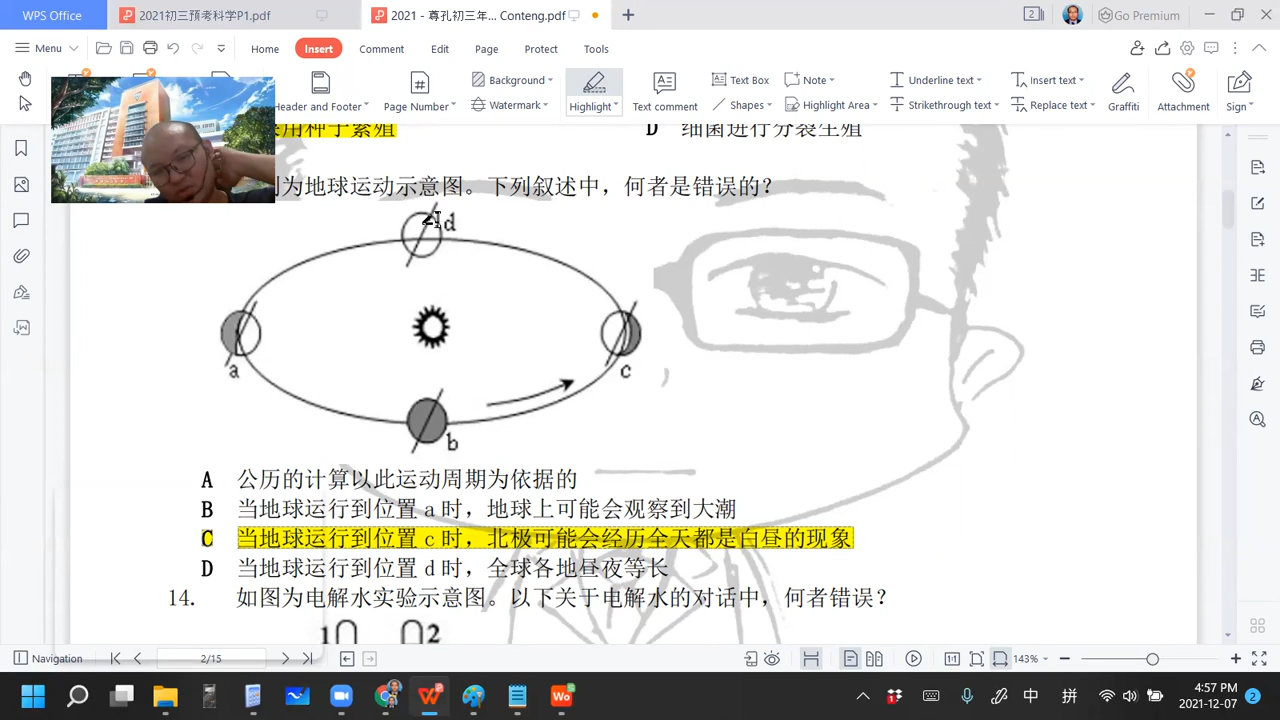 WPS Office
2021初三预考科学P1.pdf
2021 - 尊孔初三年... Conteng.pdf
2
Go Premium
Menu
Home
Insert
Comment
Edit
Page
Protect
Tools
Header and Footer
Page Number
Background
Watermark
Highlight
Text comment
Text Box
Shapes
Note
Highlight Area
Underline text
Strikethrough text
Insert text
Replace text
Graffiti
Attachment
Sign
用种子繁殖
D 细菌进行分裂生殖
为地球运动示意图。下列叙述中，何者是错误的？
d
a
c
b
A 公历的计算以此运动周期为依据的
B 当地球运行到位置 a 时，地球上可能会观察到大潮
C 当地球运行到位置 c 时，北极可能会经历全天都是白昼的现象
D 当地球运行到位置 d 时，全球各地昼夜等长
14. 如图为电解水实验示意图。以下关于电解水的对话中，何者错误？
1 2
Navigation
2/15
1:1
143%
W
Wo
中
拼
4:57 PM
2021-12-07
2